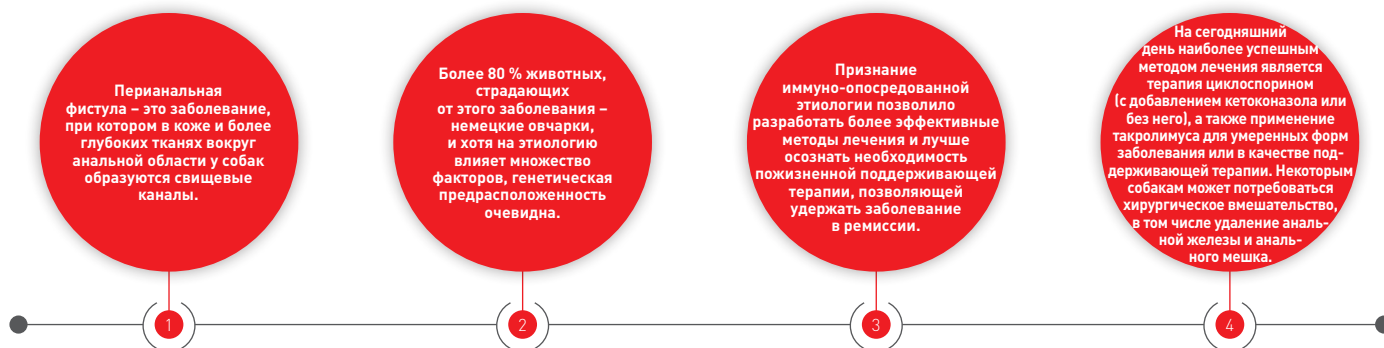 Перианальная
фистула – это заболевание,
при котором в коже и более
глубоких тканях вокруг
анальной области у собак
образуются свищевые
каналы.
1
Более 80 % животных,
страдающих
от этого заболевания –
немецкие овчарки,
и хотя на этиологию
влияет множество
факторов, генетическая
предрасположенность
очевидна.
2
Признание
иммуно-опосредованной
этиологии позволило
разработать более эффективные
методы лечения и лучше
осознать необходимость
пожизненной поддерживающей
терапии, позволяющей
удержать заболевание
в ремиссии.
3
На сегодняшний
день наиболее успешным
методом лечения является
терапия циклоспорином
(с добавлением кетоконазола или
без него), а также применение
такролимуса для умеренных форм
заболевания или в качестве под-
держивающей терапии. Некоторым
собакам может потребоваться
хирургическое вмешательство,
в том числе удаление аналь-
ной железы и аналь-
ного мешка.
4